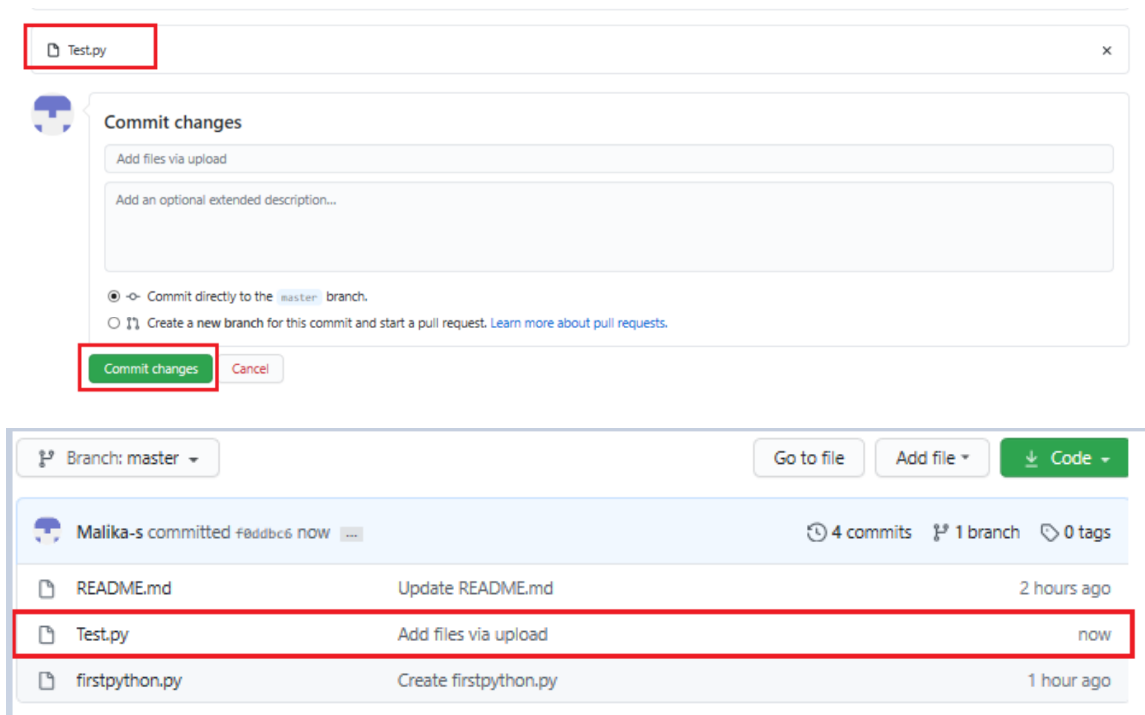 Test.py
Commit changes
Add files via upload
Add an optional extended description...
Commit directly to the master branch.
Create a new branch for this commit and start a pull request. Learn more about pull requests.
Commit changes Cancel
Branch: master Go to file Add file Code
Malika-s committed f0ddbc6 now ... 4 commits 1 branch 0 tags
README.md Update README.md 2 hours ago
Test.py Add files via upload now
firstpython.py Create firstpython.py 1 hour ago